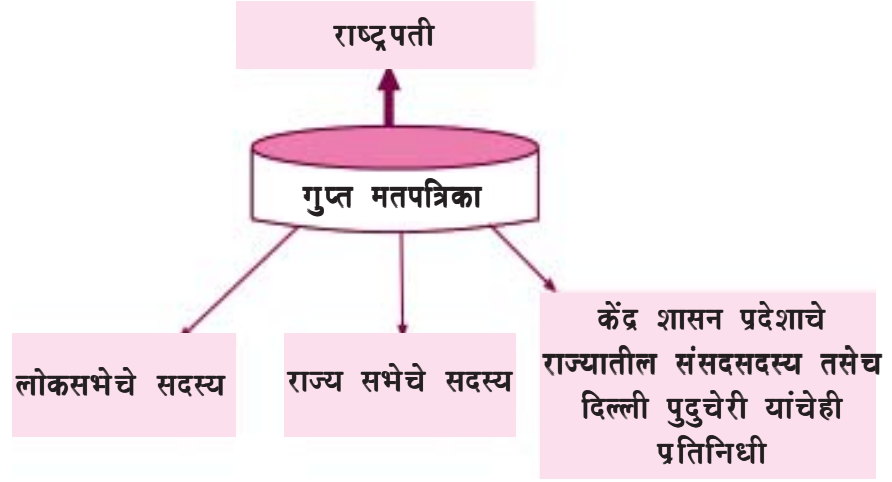 राष्ट्रपती
गुप्त मतपत्रिका
लोकसभेचे सदस्य
राज्य सभेचे सदस्य
केंद्र शासन प्रदेशाचे
राज्यातील संसदसदस्य तसेच
दिल्ली पुदुचेरी यांचेही
प्रतिनिधी